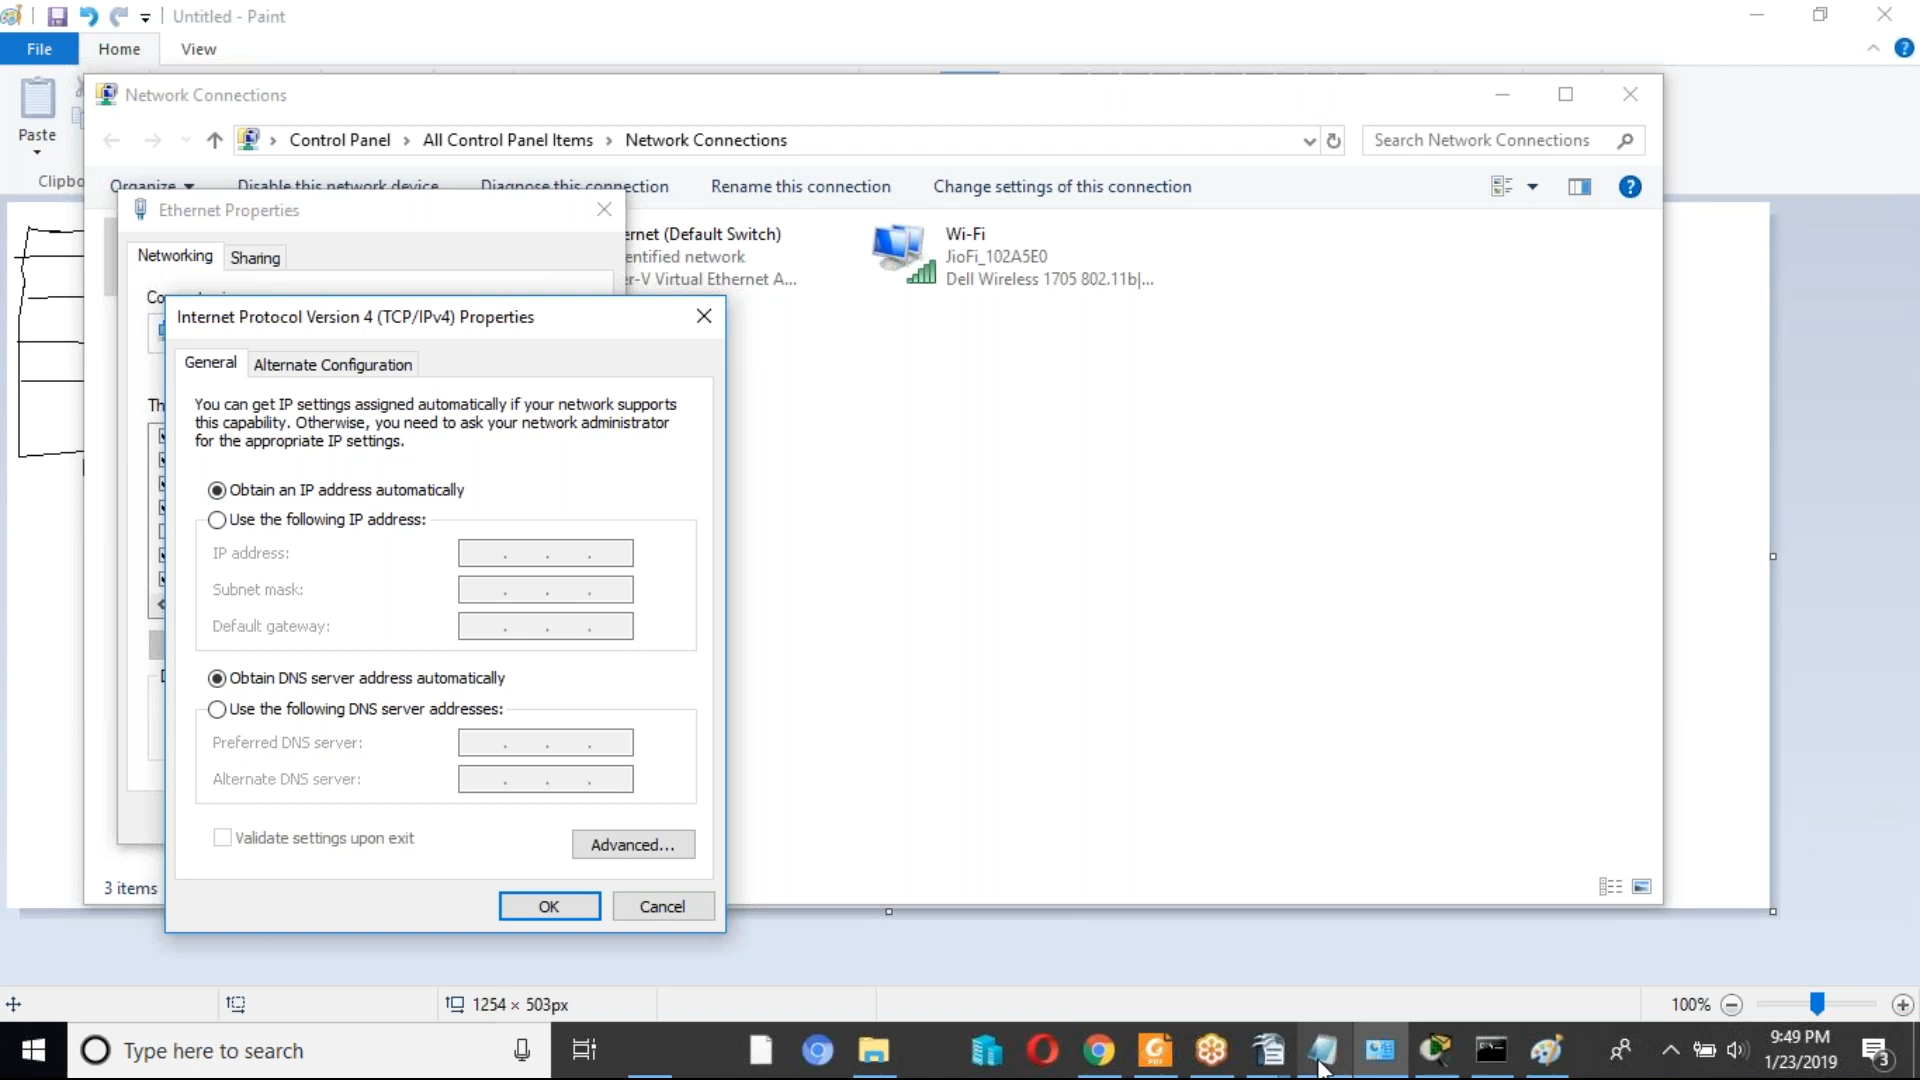 Untitled - Paint
File
Home
View
Paste
Clipbo
Network Connections
Control Panel
All Control Panel Items
Network Connections
Search Network Connections
Organize
Disable this network device
Diagnose this connection
Rename this connection
Change settings of this connection
Ethernet Properties
ernet (Default Switch)
entified network
er-V Virtual Ethernet A...
Wi-Fi
JioFi_102A5E0
Dell Wireless 1705 802.11b|...
Networking
Sharing
Internet Protocol Version 4 (TCP/IPv4) Properties
General
Alternate Configuration
Th
You can get IP settings assigned automatically if your network supports
this capability. Otherwise, you need to ask your network administrator
for the appropriate IP settings.
Obtain an IP address automatically
Use the following IP address:
IP address:
Subnet mask:
Default gateway:
Obtain DNS server address automatically
Use the following DNS server addresses:
Preferred DNS server:
Alternate DNS server:
Validate settings upon exit
Advanced...
3 items
OK
Cancel
1254 × 503px
100%
Type here to search
9:49 PM
1/23/2019
3